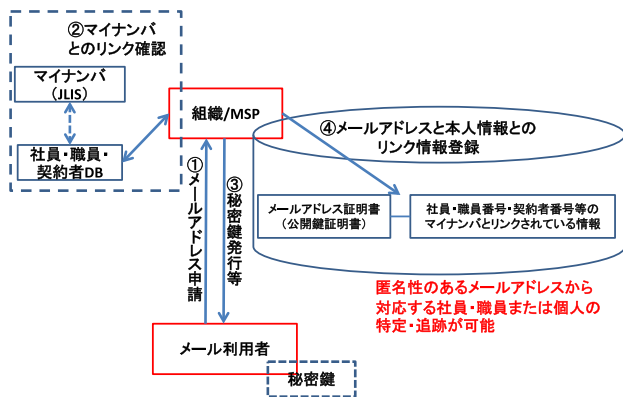 ②マイナンバ
とのリンク確認
マイナンバ
（JLIS）
社員・職員・
契約者DB
組織/MSP
④メールアドレスと本人情報との
リンク情報登録
①メールアドレス申請
③秘密鍵発行等
メールアドレス証明書
（公開鍵証明書）
社員・職員番号・契約者番号等の
マイナンバとリンクされている情報
匿名性のあるメールアドレスから
対応する社員・職員または個人の
特定・追跡が可能
メール利用者
秘密鍵